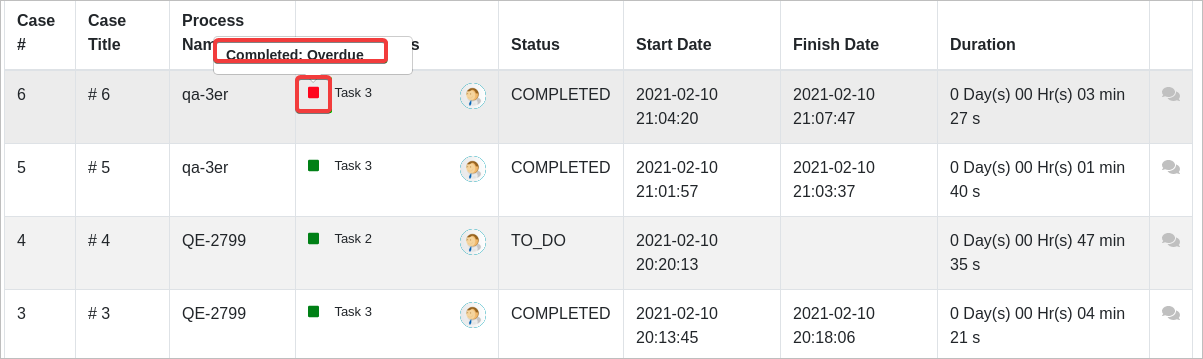 Case # Case Title Process Status Start Date Finish Date Duration
Completed: Overdue
6 # 6 qa-3er Task 3 COMPLETED 2021-02-10 21:04:20 2021-02-10 21:07:47 0 Day(s) 00 Hr(s) 03 min 27 s
5 # 5 qa-3er Task 3 COMPLETED 2021-02-10 21:01:57 2021-02-10 21:03:37 0 Day(s) 00 Hr(s) 01 min 40 s
4 # 4 QE-2799 Task 2 TO_DO 2021-02-10 20:20:13 0 Day(s) 00 Hr(s) 47 min 35 s
3 # 3 QE-2799 Task 3 COMPLETED 2021-02-10 20:13:45 2021-02-10 20:18:06 0 Day(s) 00 Hr(s) 04 min 21 s